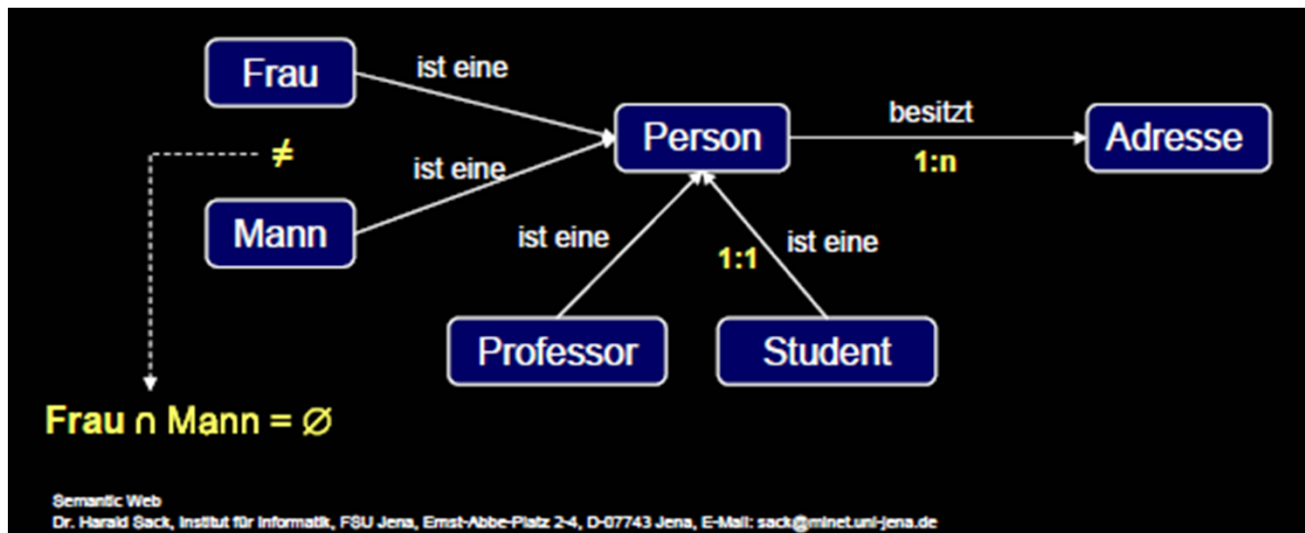 Frau
ist eine
Person
besitzt
1:n
Adresse
≠
Mann
ist eine
ist eine
1:1
ist eine
Professor
Student
Frau ∩ Mann = ∅
Semantic Web
Dr. Harald Sack, Institut für Informatik, FSU Jena, Ernst-Abbe-Platz 2-4, D-07743 Jena, E-Mail: sack@minet.uni-jena.de